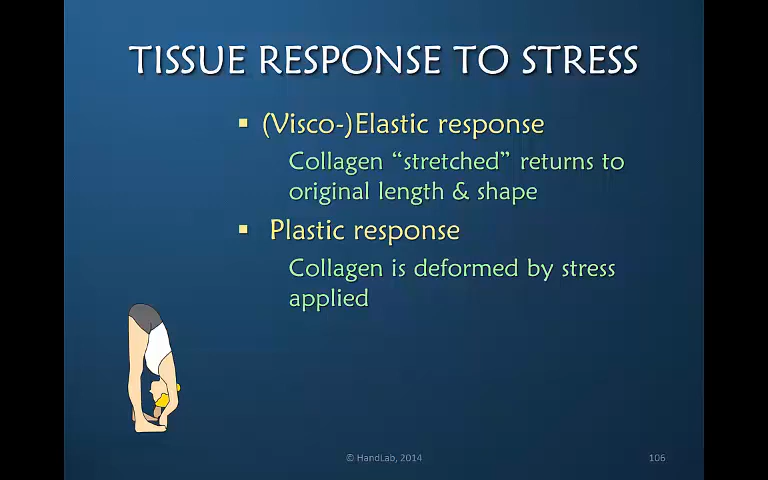 TISSUE RESPONSE TO STRESS
▪ (Visco-)Elastic response
Collagen “stretched” returns to
original length & shape
▪ Plastic response
Collagen is deformed by stress
applied
© HandLab, 2014
106